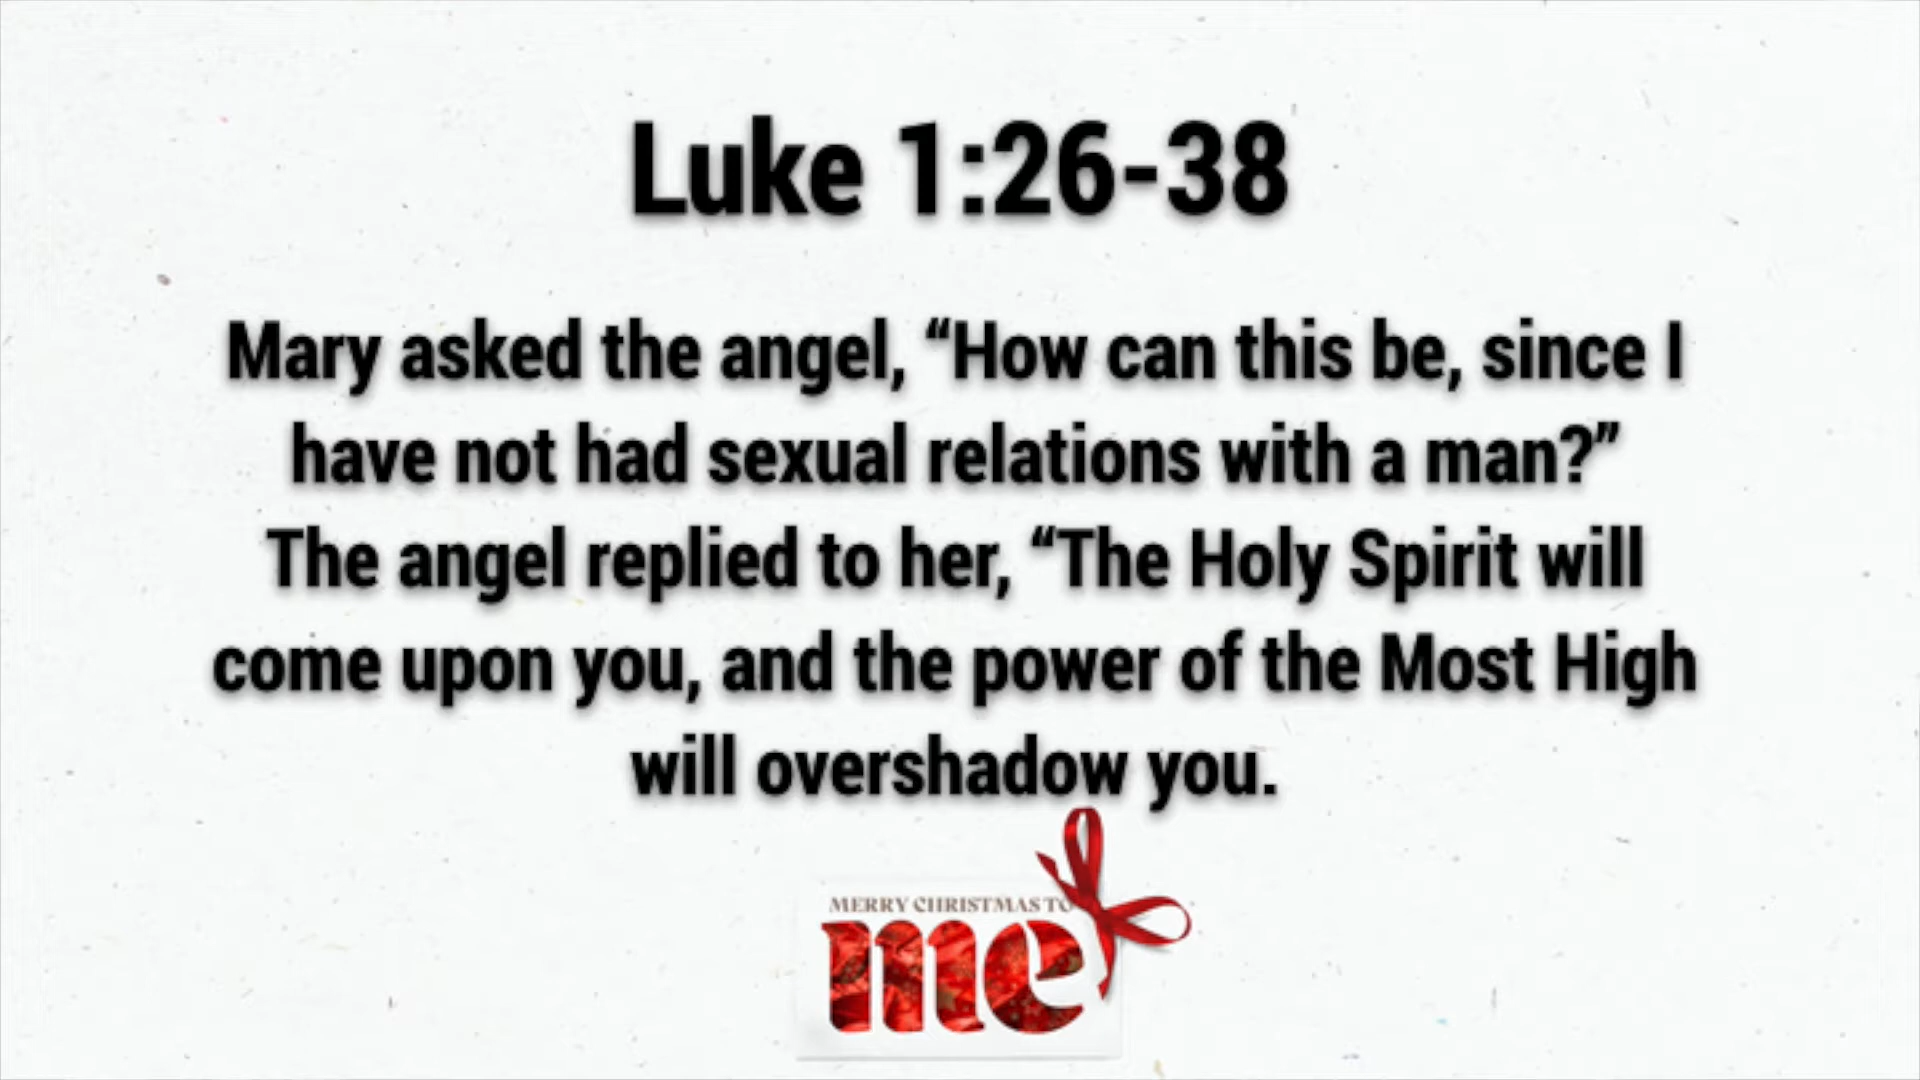 Luke 1:26-38
Mary asked the angel, “How can this be, since I
have not had sexual relations with a man?”
The angel replied to her, “The Holy Spirit will
come upon you, and the power of the Most High
will overshadow you.
MERRY CHRISTMAS TO
me